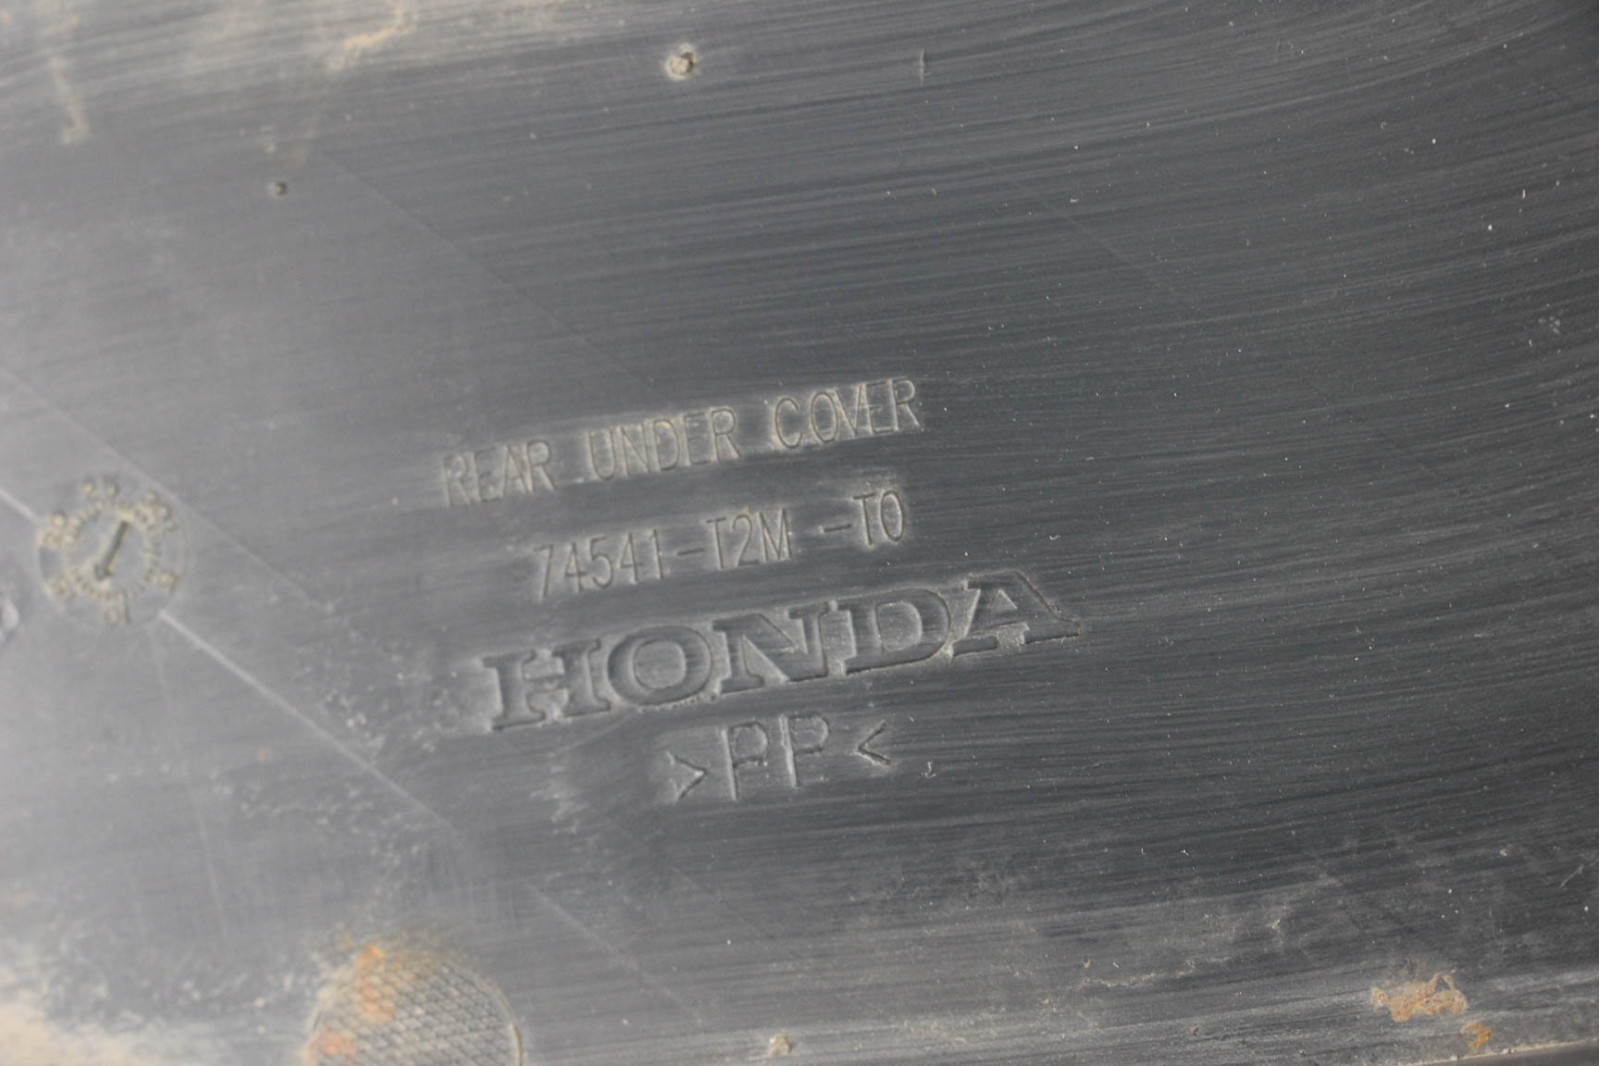 REAR UNDER COVER
74541-T2M -T0
HONDA
>PP<